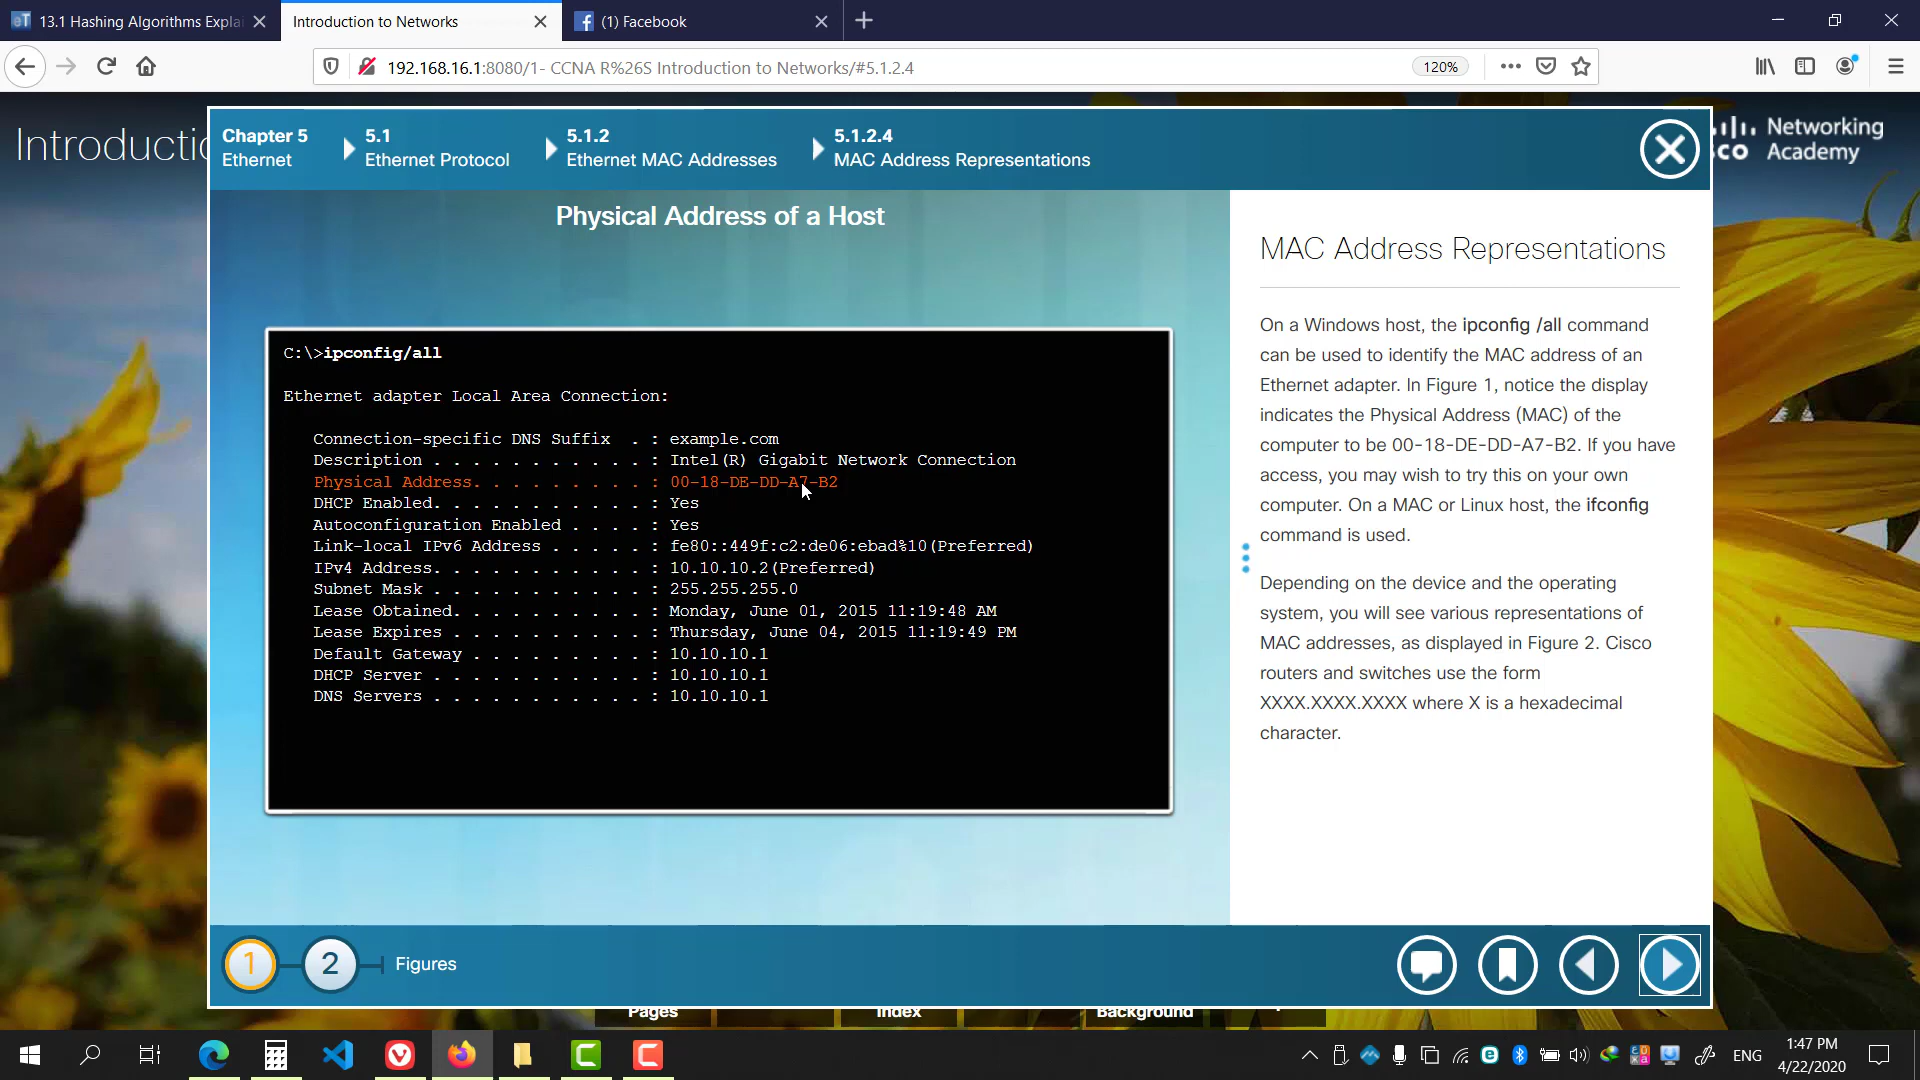 13.1 Hashing Algorithms Explai
Introduction to Networks
(1) Facebook
192.168.16.1:8080/1- CCNA R%26S Introduction to Networks/#5.1.2.4
120%
Networking
Academy
Chapter 5
Ethernet
5.1
Ethernet Protocol
5.1.2
Ethernet MAC Addresses
5.1.2.4
MAC Address Representations
Physical Address of a Host
C:\>ipconfig/all
Ethernet adapter Local Area Connection:
Connection-specific DNS Suffix . : example.com
Description . . . . . . . . . . . : Intel(R) Gigabit Network Connection
Physical Address. . . . . . . . . : 00-18-DE-DD-A7-B2
DHCP Enabled. . . . . . . . . . . : Yes
Autoconfiguration Enabled . . . . : Yes
Link-local IPv6 Address . . . . . : fe80::449f:c2:de06:ebad%10(Preferred)
IPv4 Address. . . . . . . . . . . : 10.10.10.2(Preferred)
Subnet Mask . . . . . . . . . . . : 255.255.255.0
Lease Obtained. . . . . . . . . . : Monday, June 01, 2015 11:19:48 AM
Lease Expires . . . . . . . . . . : Thursday, June 04, 2015 11:19:49 PM
Default Gateway . . . . . . . . . : 10.10.10.1
DHCP Server . . . . . . . . . . . : 10.10.10.1
DNS Servers . . . . . . . . . . . : 10.10.10.1
MAC Address Representations
On a Windows host, the ipconfig /all command
can be used to identify the MAC address of an
Ethernet adapter. In Figure 1, notice the display
indicates the Physical Address (MAC) of the
computer to be 00-18-DE-DD-A7-B2. If you have
access, you may wish to try this on your own
computer. On a MAC or Linux host, the ifconfig
command is used.
Depending on the device and the operating
system, you will see various representations of
MAC addresses, as displayed in Figure 2. Cisco
routers and switches use the form
XXXX.XXXX.XXXX where X is a hexadecimal
character.
1
2
Figures
Pages
Index
Background
ENG
1:47 PM
4/22/2020